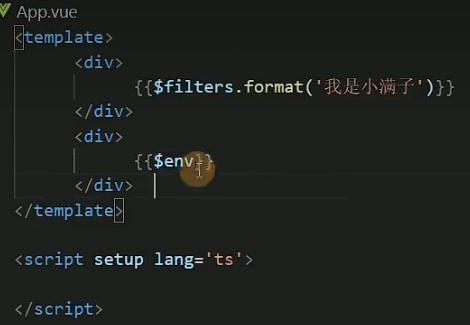 App.vue
<template>
<div>
{{$filters.format('我是小满子')}}
</div>
<div>
{{$env}}
</div>
</template>
<script setup lang='ts'>
</script>